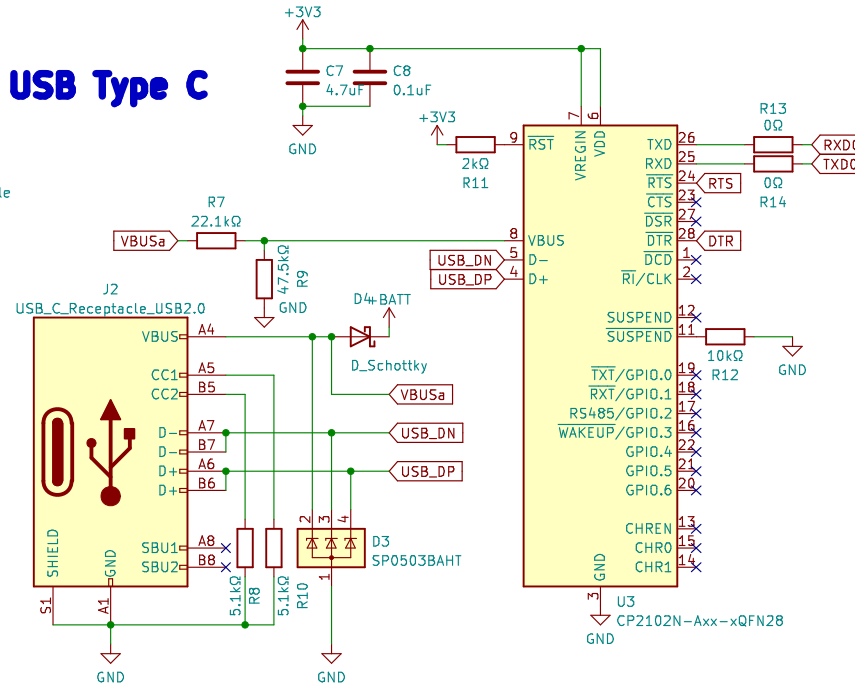 +3V3
USB Type C
C7
4.7uF
C8
0.1uF
GND
+3V3
2kΩ
R11
9
RST
7
VREGIN
6
VDD
TXD
26
RXD
25
RTS
24
CTS
23
DSR
27
DTR
28
DCD
1
RI/CLK
2
R13
0Ω
0Ω
R14
RTS
DTR
R7
22.1kΩ
VBUSa
47.5kΩ
R9
GND
8
VBUS
USB_DN
5
D-
USB_DP
4
D+
SUSPEND
12
SUSPEND
11
10kΩ
R12
GND
TXT/GPIO.0
19
RXT/GPIO.1
18
RS485/GPIO.2
17
WAKEUP/GPIO.3
16
GPIO.4
22
GPIO.5
21
GPIO.6
20
CHREN
13
CHR0
15
CHR1
14
GND
3
GND
U3
CP2102N-Axx-xQFN28
J2
USB_C_Receptacle_USB2.0
VBUS
A4
CC1
A5
CC2
B5
D-
A7
D-
B7
D+
A6
D+
B6
SBU1
A8
SBU2
B8
SHIELD
S1
GND
A1
GND
D4
+BATT
D_Schottky
VBUSa
USB_DN
USB_DP
5.1kΩ
R8
5.1kΩ
R10
2
3
4
1
D3
SP0503BAHT
GND